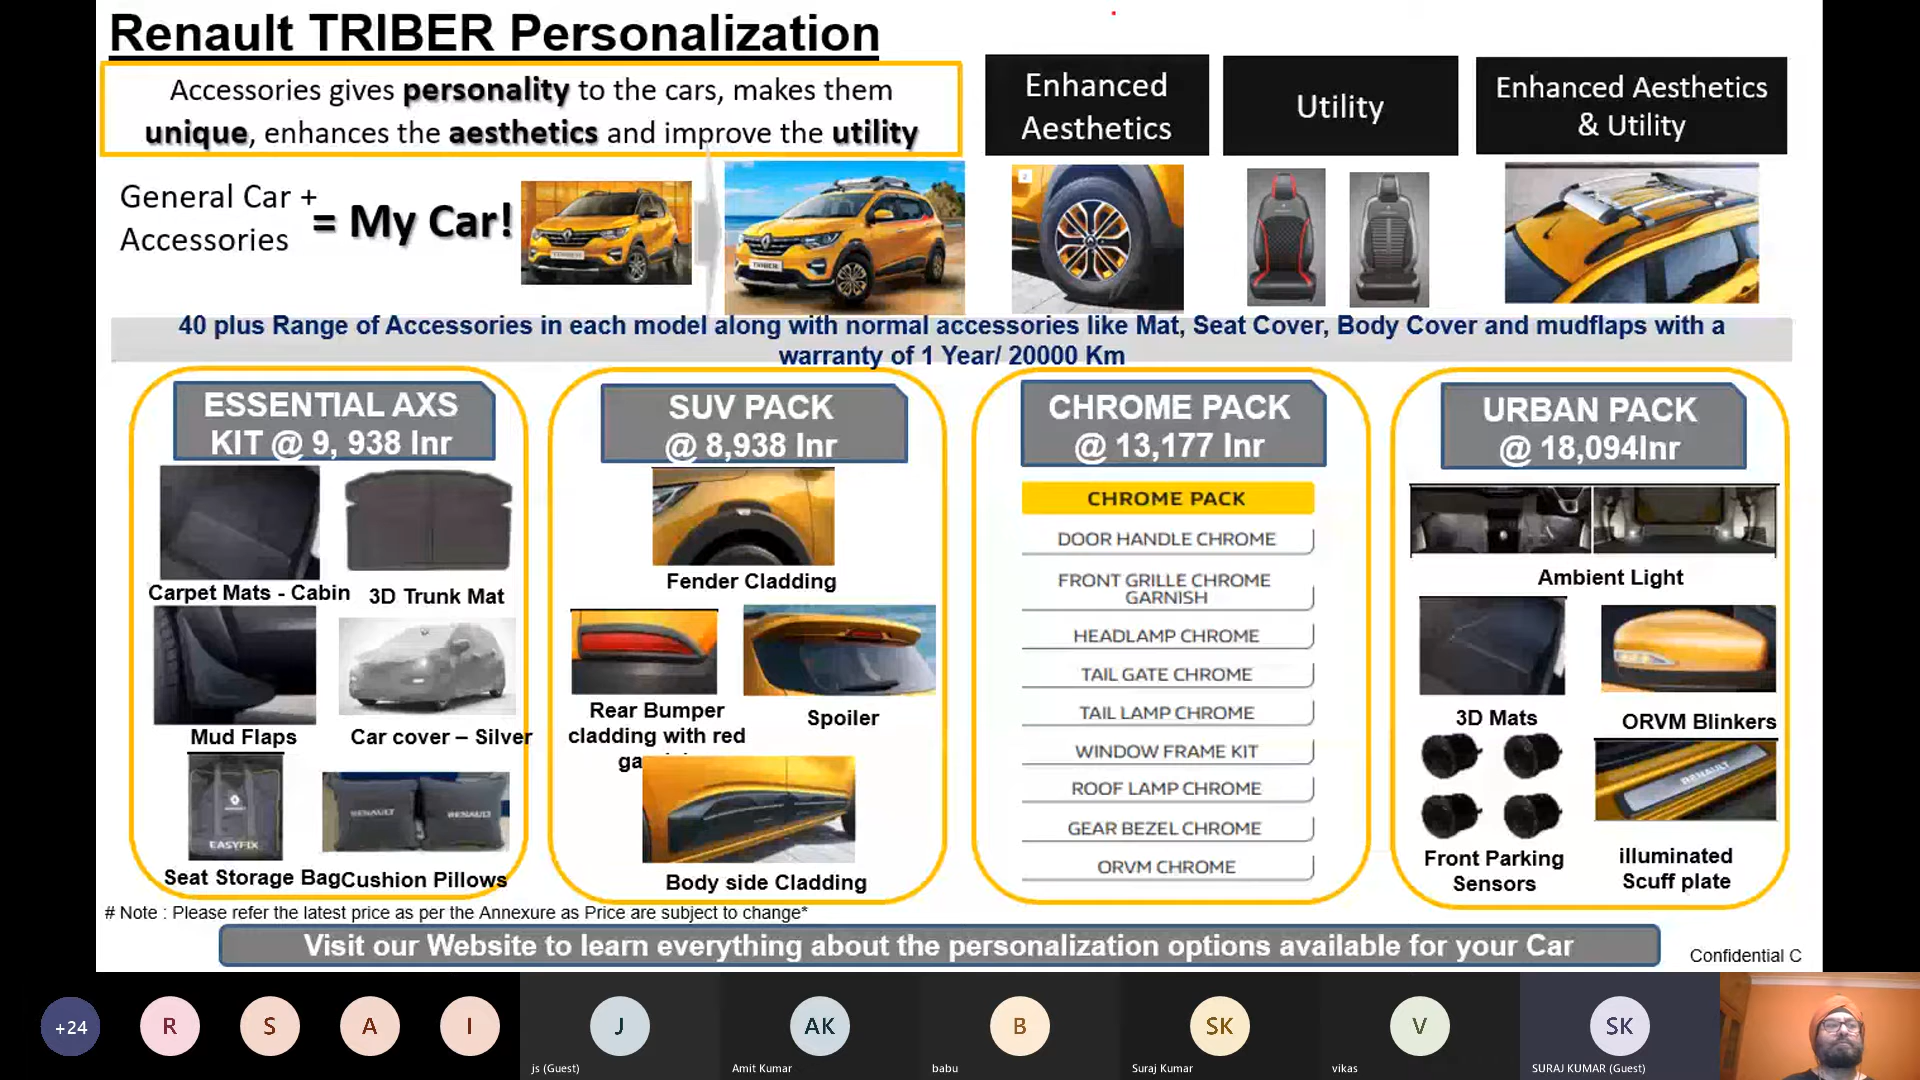 Renault TRIBER Personalization
Accessories gives personality to the cars, makes them
unique, enhances the aesthetics and improve the utility
General Car +
Accessories
= My Car!
TRIBER
TRIBER
Enhanced
Aesthetics
Utility
Enhanced Aesthetics
& Utility
2
40 plus Range of Accessories in each model along with normal accessories like Mat, Seat Cover, Body Cover and mudflaps with a
warranty of 1 Year/ 20000 Km
ESSENTIAL AXS
KIT @ 9, 938 Inr
Carpet Mats - Cabin
3D Trunk Mat
Mud Flaps
Car cover – Silver
EASYFIX
RENAULT
RENAULT
Seat Storage Bag
Cushion Pillows
SUV PACK
@ 8,938 Inr
Fender Cladding
Rear Bumper
cladding with red
Spoiler
Body side Cladding
CHROME PACK
@ 13,177 Inr
CHROME PACK
DOOR HANDLE CHROME
FRONT GRILLE CHROME
GARNISH
HEADLAMP CHROME
TAIL GATE CHROME
TAIL LAMP CHROME
WINDOW FRAME KIT
ROOF LAMP CHROME
GEAR BEZEL CHROME
ORVM CHROME
URBAN PACK
@ 18,094Inr
Ambient Light
3D Mats
ORVM Blinkers
RENAULT
Front Parking
Sensors
illuminated
Scuff plate
# Note : Please refer the latest price as per the Annexure as Price are subject to change*
Visit our Website to learn everything about the personalization options available for your Car
Confidential C
+24
R
S
A
I
J
js (Guest)
AK
Amit Kumar
B
babu
SK
Suraj Kumar
V
vikas
SK
SURAJ KUMAR (Guest)